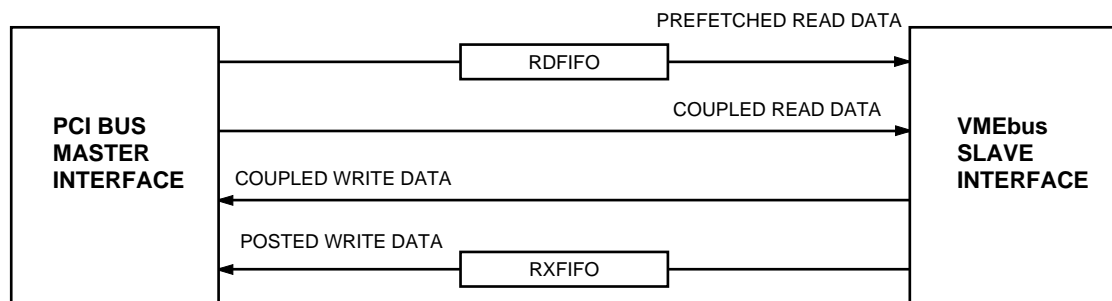 PREFETCHED READ DATA
RDFIFO
COUPLED READ DATA
PCI BUS
MASTER
INTERFACE
VMEbus
SLAVE
INTERFACE
COUPLED WRITE DATA
POSTED WRITE DATA
RXFIFO